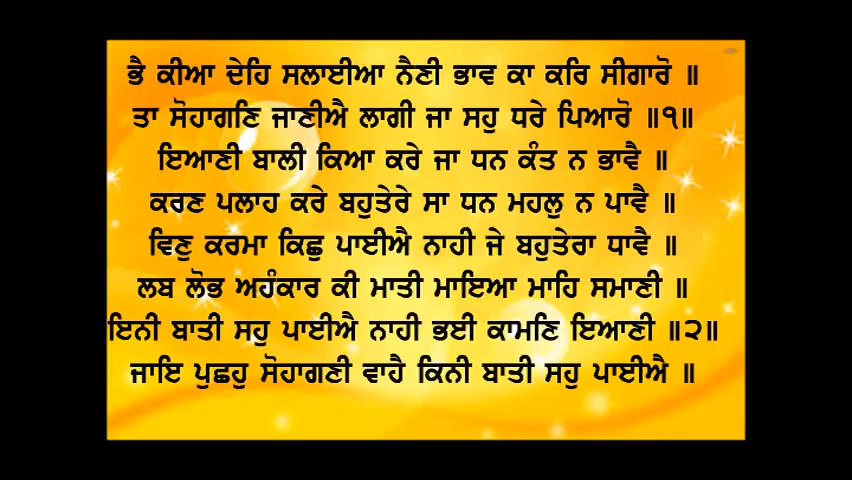 ਭੈ ਕੀਆ ਦੇਹਿ ਸਲਾਈਆ ਨੈਣੀ ਭਾਵ ਕਾ ਕਰਿ ਸੀਗਾਰੋ ॥
ਤਾ ਸੋਹਾਗਣਿ ਜਾਣੀਐ ਲਾਗੀ ਜਾ ਸਹੁ ਧਰੇ ਪਿਆਰੋ ॥੧॥
ਇਆਣੀ ਬਾਲੀ ਕਿਆ ਕਰੇ ਜਾ ਧਨ ਕੰਤ ਨ ਭਾਵੈ ॥
ਕਰਣ ਪਲਾਹ ਕਰੇ ਬਹੁਤੇਰੇ ਸਾ ਧਨ ਮਹਲੁ ਨ ਪਾਵੈ ॥
ਵਿਣੁ ਕਰਮਾ ਕਿਛੁ ਪਾਈਐ ਨਾਹੀ ਜੇ ਬਹੁਤੇਰਾ ਧਾਵੈ ॥
ਲਬ ਲੋਭ ਅਹੰਕਾਰ ਕੀ ਮਾਤੀ ਮਾਇਆ ਮਾਹਿ ਸਮਾਣੀ ॥
ਇਨੀ ਬਾਤੀ ਸਹੁ ਪਾਈਐ ਨਾਹੀ ਭਈ ਕਾਮਣਿ ਇਆਣੀ ॥੨॥
ਜਾਇ ਪੁਛਹੁ ਸੋਹਾਗਣੀ ਵਾਹੈ ਕਿਨੀ ਬਾਤੀ ਸਹੁ ਪਾਈਐ ॥